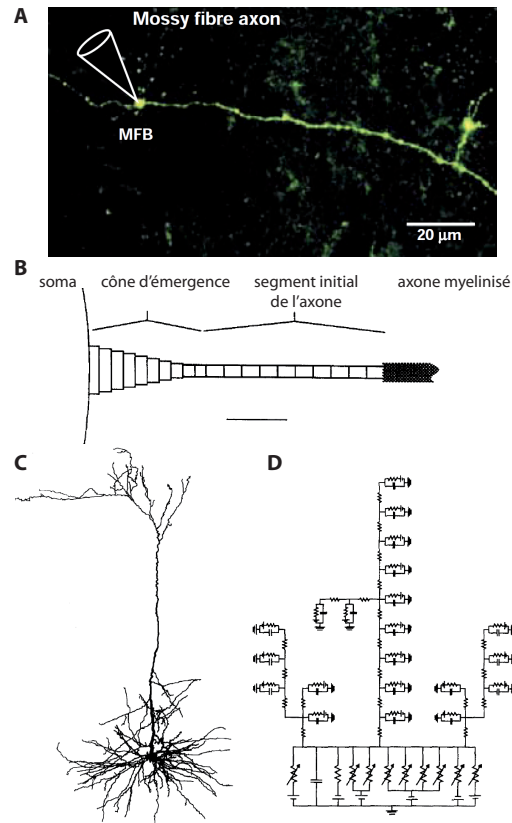 A
Mossy fibre axon
MFB
20 µm
B
soma
cône d'émergence
segment initial
de l'axone
axone myelinisé
C
D